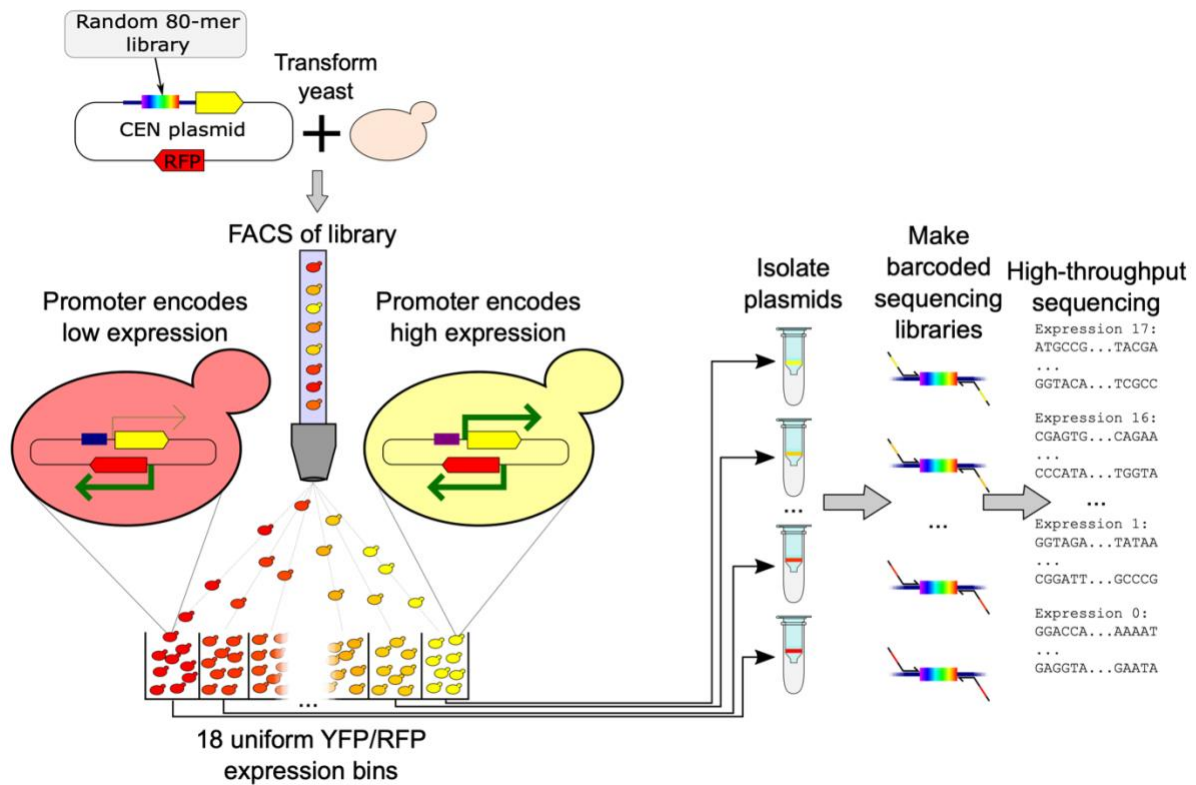 Random 80-mer
library
Transform
yeast
CEN plasmid
RFP
FACS of library
Promoter encodes
low expression
Promoter encodes
high expression
...
18 uniform YFP/RFP
expression bins
Isolate
plasmids
...
Make
barcoded
sequencing
libraries
...
High-throughput
sequencing
Expression 17:
ATGCCG...TACGA
...
GGTACA...TCGCC
Expression 16:
CGAGTG...CAGAA
...
CCCATA...TGGTA
...
Expression 1:
GGTAGA...TATAA
...
CGGATT...GCCCG
Expression 0:
GGACCA...AAAAT
...
GAGGTA...GAATA